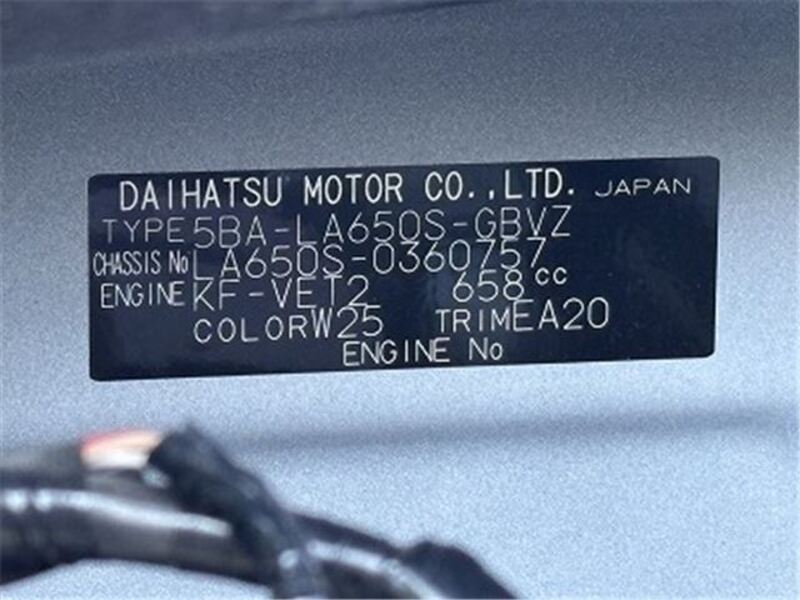 DAIHATSU MOTOR CO.,LTD. JAPAN
TYPE 5BA-LA650S-GBVZ
CHASSIS No LA650S-0360757
ENGINE KF-VET2 658cc
COLOR W25 TRIM EA20
ENGINE No